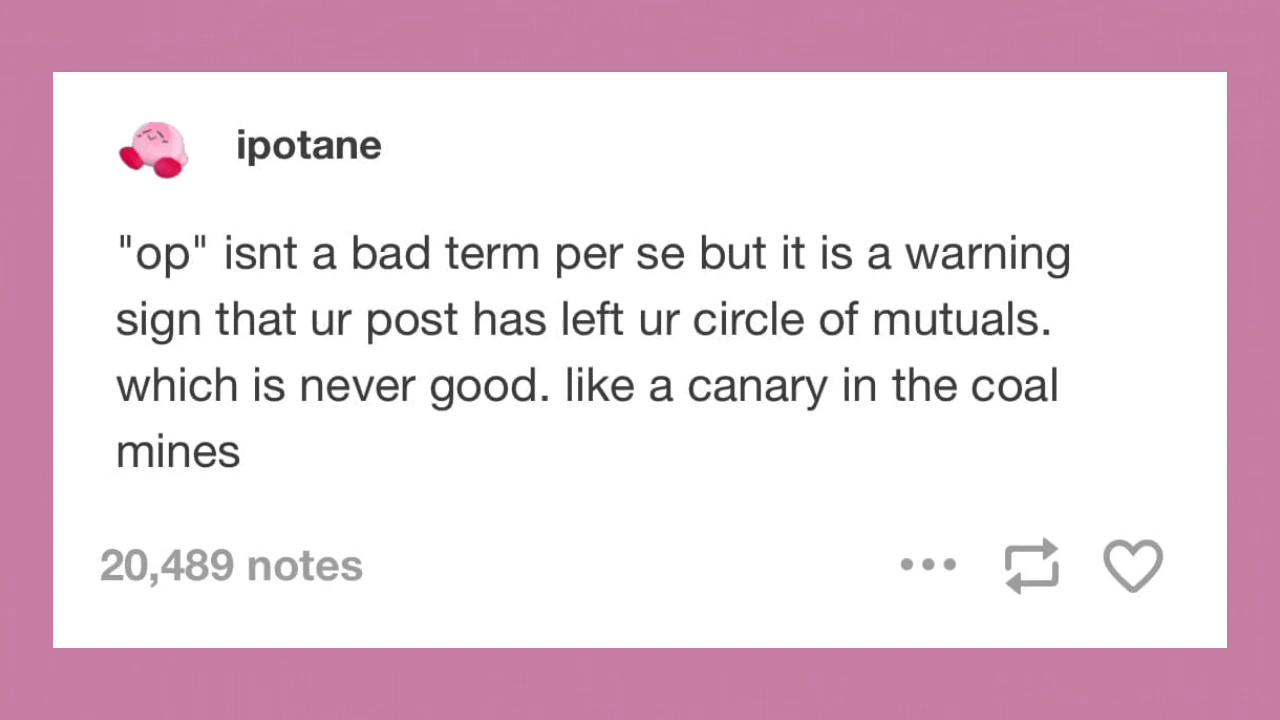 ipotane
"op" isnt a bad term per se but it is a warning
sign that ur post has left ur circle of mutuals.
which is never good. like a canary in the coal
mines
20,489 notes